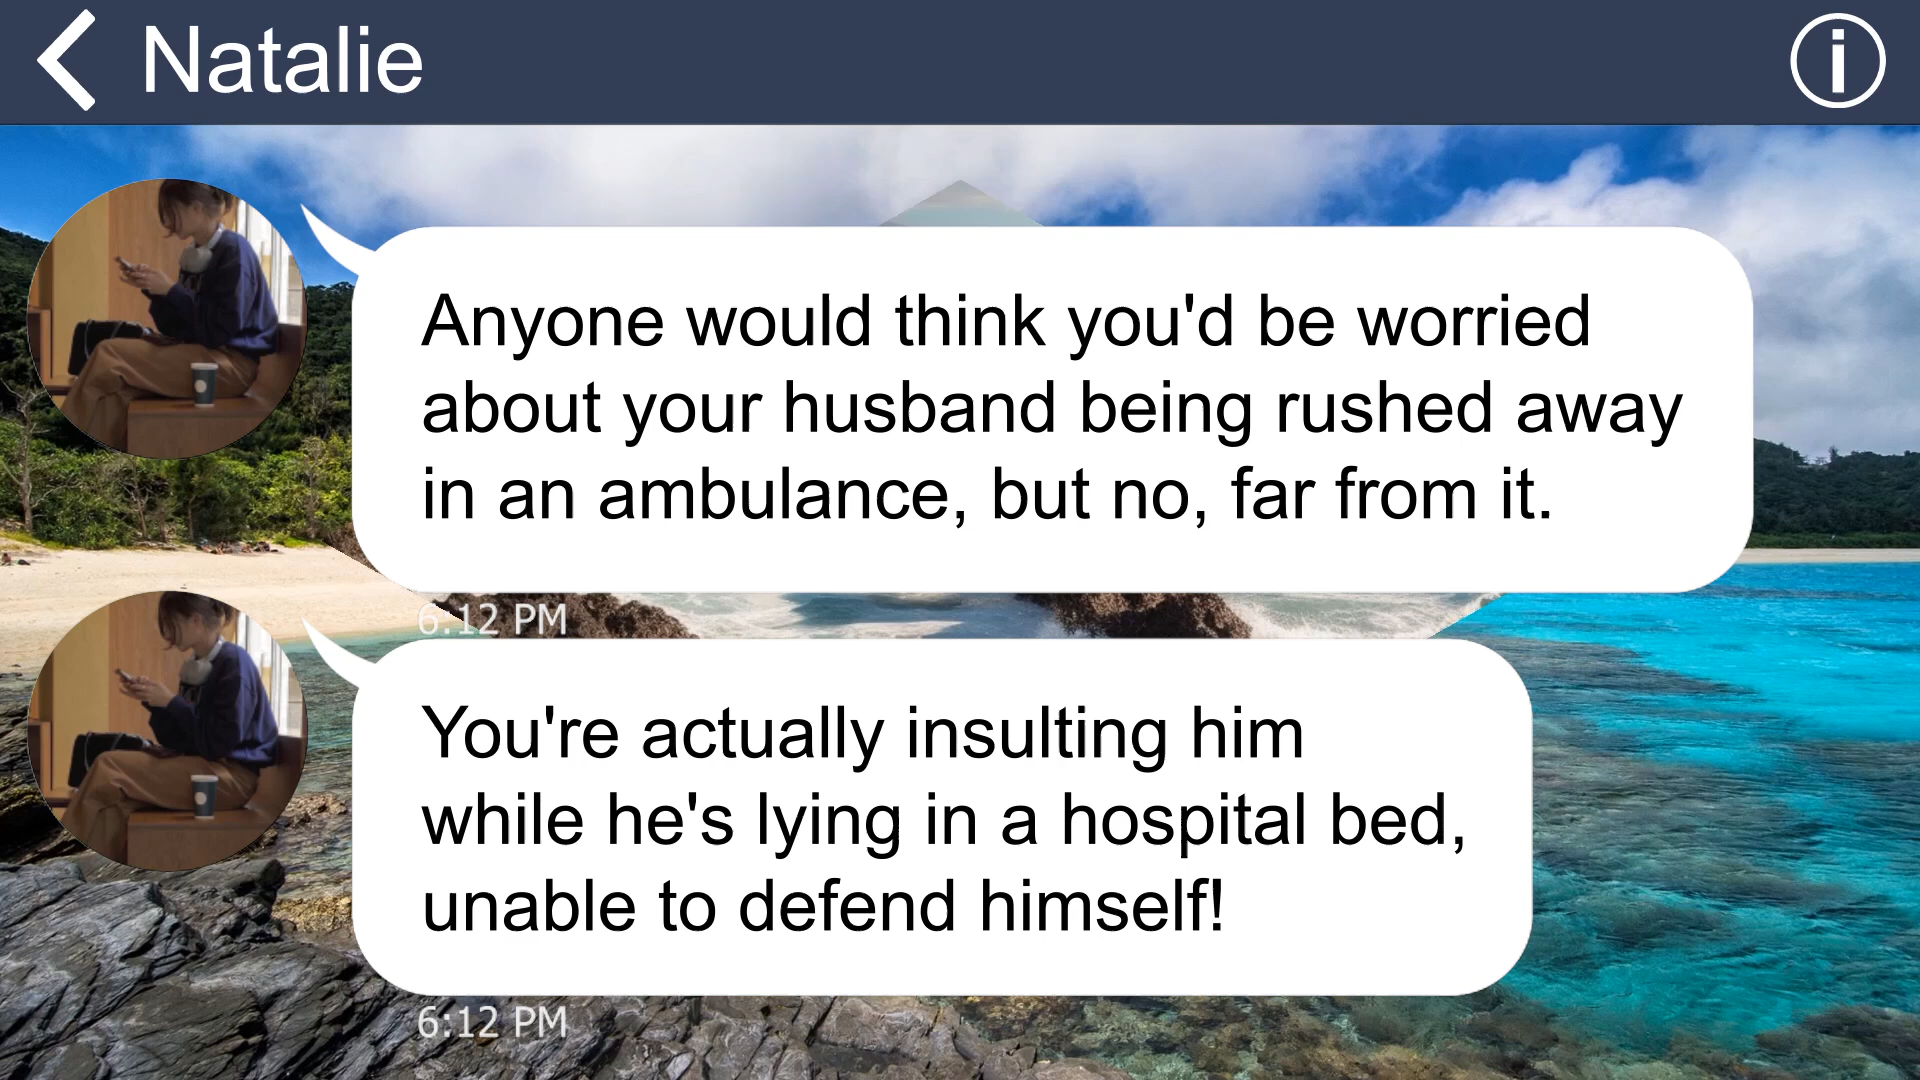 Natalie
Anyone would think you'd be worried
about your husband being rushed away
in an ambulance, but no, far from it.
6:12 PM
You're actually insulting him
while he's lying in a hospital bed,
unable to defend himself!
6:12 PM